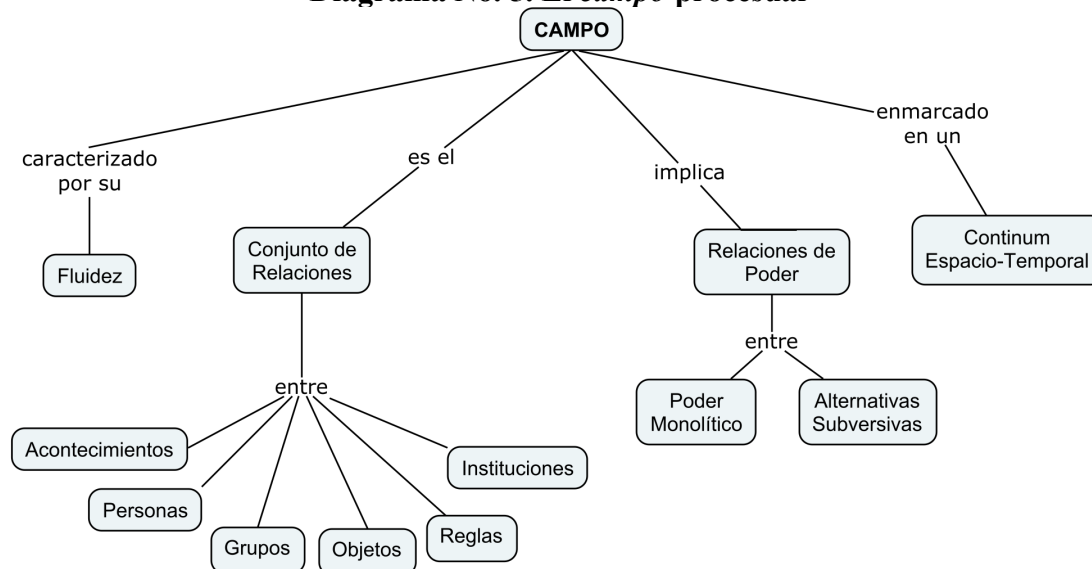 CAMPO
enmarcado
en un
caracterizado
por su
es el
implica
Continum
Espacio-Temporal
Conjunto de
Relaciones
Relaciones de
Poder
Fluidez
entre
entre
Poder
Monolítico
Alternativas
Subversivas
Acontecimientos
Instituciones
Personas
Reglas
Grupos
Objetos